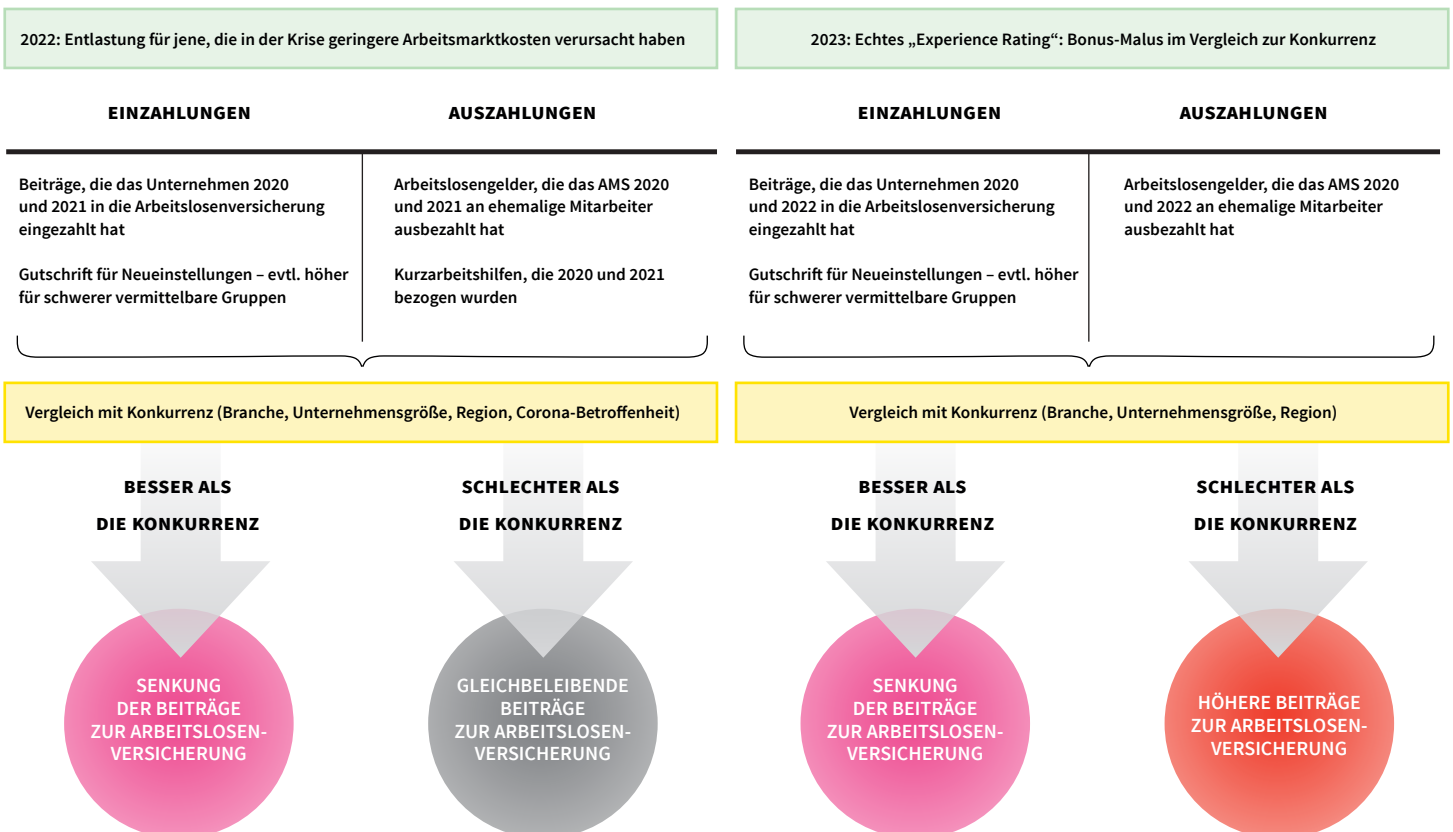 2022: Entlastung für jene, die in der Krise geringere Arbeitsmarktkosten verursacht haben
EINZAHLUNGEN
AUSZAHLUNGEN
Beiträge, die das Unternehmen 2020
und 2021 in die Arbeitslosenversicherung
eingezahlt hat
Gutschrift für Neueinstellungen – evtl. höher
für schwerer vermittelbare Gruppen
Arbeitslosengelder, die das AMS 2020
und 2021 an ehemalige Mitarbeiter
ausbezahlt hat
Kurzarbeitshilfen, die 2020 und 2021
bezogen wurden
Vergleich mit Konkurrenz (Branche, Unternehmensgröße, Region, Corona-Betroffenheit)
BESSER ALS
DIE KONKURRENZ
SCHLECHTER ALS
DIE KONKURRENZ
SENKUNG
DER BEITRÄGE
ZUR ARBEITSLOSEN-
VERSICHERUNG
GLEICHBELEIBENDE
BEITRÄGE
ZUR ARBEITSLOSEN-
VERSICHERUNG
2023: Echtes „Experience Rating“: Bonus-Malus im Vergleich zur Konkurrenz
EINZAHLUNGEN
AUSZAHLUNGEN
Beiträge, die das Unternehmen 2020
und 2022 in die Arbeitslosenversicherung
eingezahlt hat
Gutschrift für Neueinstellungen – evtl. höher
für schwerer vermittelbare Gruppen
Arbeitslosengelder, die das AMS 2020
und 2022 an ehemalige Mitarbeiter
ausbezahlt hat
Vergleich mit Konkurrenz (Branche, Unternehmensgröße, Region)
BESSER ALS
DIE KONKURRENZ
SCHLECHTER ALS
DIE KONKURRENZ
SENKUNG
DER BEITRÄGE
ZUR ARBEITSLOSEN-
VERSICHERUNG
HÖHERE BEITRÄGE
ZUR ARBEITSLOSEN-
VERSICHERUNG